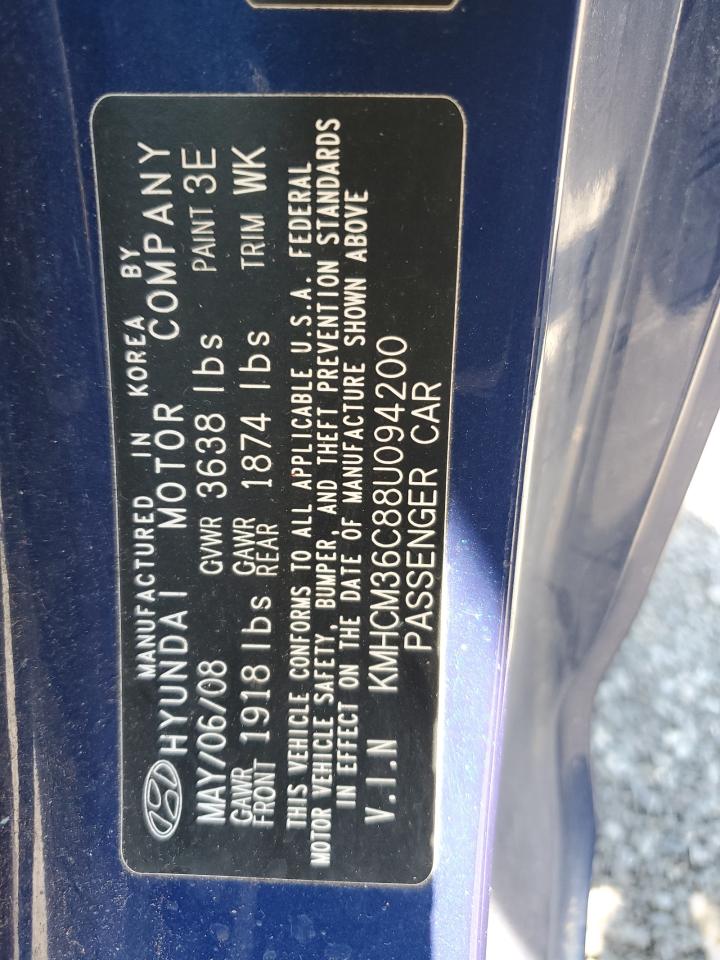 MANUFACTURED IN KOREA BY
HYUNDAI MOTOR COMPANY
MAY/06/08 GVWR 3638 lbs PAINT 3E
GAWR FRONT 1918 lbs GAWR REAR 1874 lbs TRIM WK
THIS VEHICLE CONFORMS TO ALL APPLICABLE U.S.A. FEDERAL
MOTOR VEHICLE SAFETY, BUMPER, AND THEFT PREVENTION STANDARDS
IN EFFECT ON THE DATE OF MANUFACTURE SHOWN ABOVE
V.I.N KMHCM36C88U094200
PASSENGER CAR